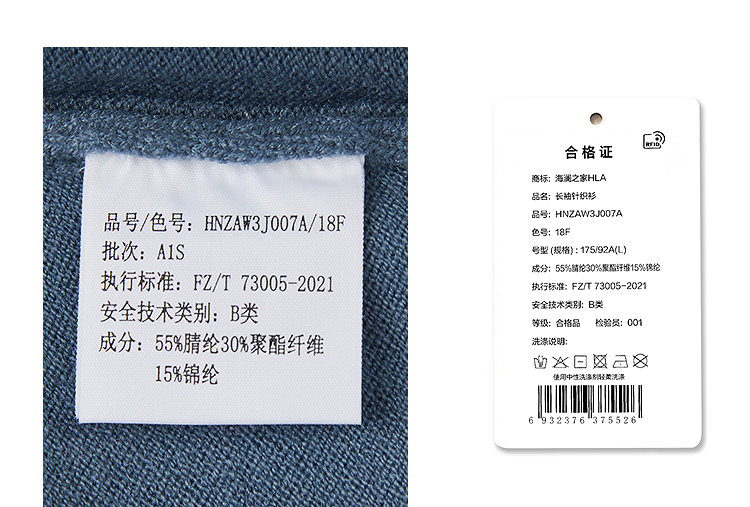 品号/色号: HNZAW3J007A/18F
批次: A1S
执行标准: FZ/T 73005-2021
安全技术类别: B类
成分: 55%腈纶30%聚酯纤维
15%锦纶
RFID
合格证
商标: 海澜之家HLA
品名: 长袖针织衫
品号: HNZAW3J007A
色号: 18F
号型 (规格) : 175/92A(L)
成分: 55%腈纶30%聚酯纤维15%锦纶
执行标准: FZ/T 73005-2021
安全技术类别: B类
等级: 合格品 检验员: 001
洗涤说明:
使用中性洗涤剂轻柔洗涤
6 932376 375526